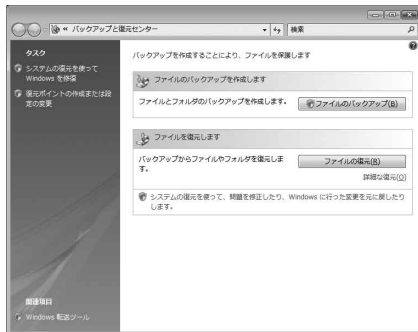 « バックアップと復元センター
検索
タスク
システムの復元を使って
Windows を修復
復元ポイントの作成または設
定の変更
関連項目
Windows 転送ツール
バックアップを作成することにより、ファイルを保護します
ファイルのバックアップを作成します
ファイルとフォルダのバックアップを作成します。
ファイルのバックアップ(B)
ファイルを復元します
バックアップからファイルやフォルダを復元しま
す。
ファイルの復元(R)
詳細な復元(O)
システムの復元を使って、問題を修正したり、Windows に行った変更を元に戻したり
します。